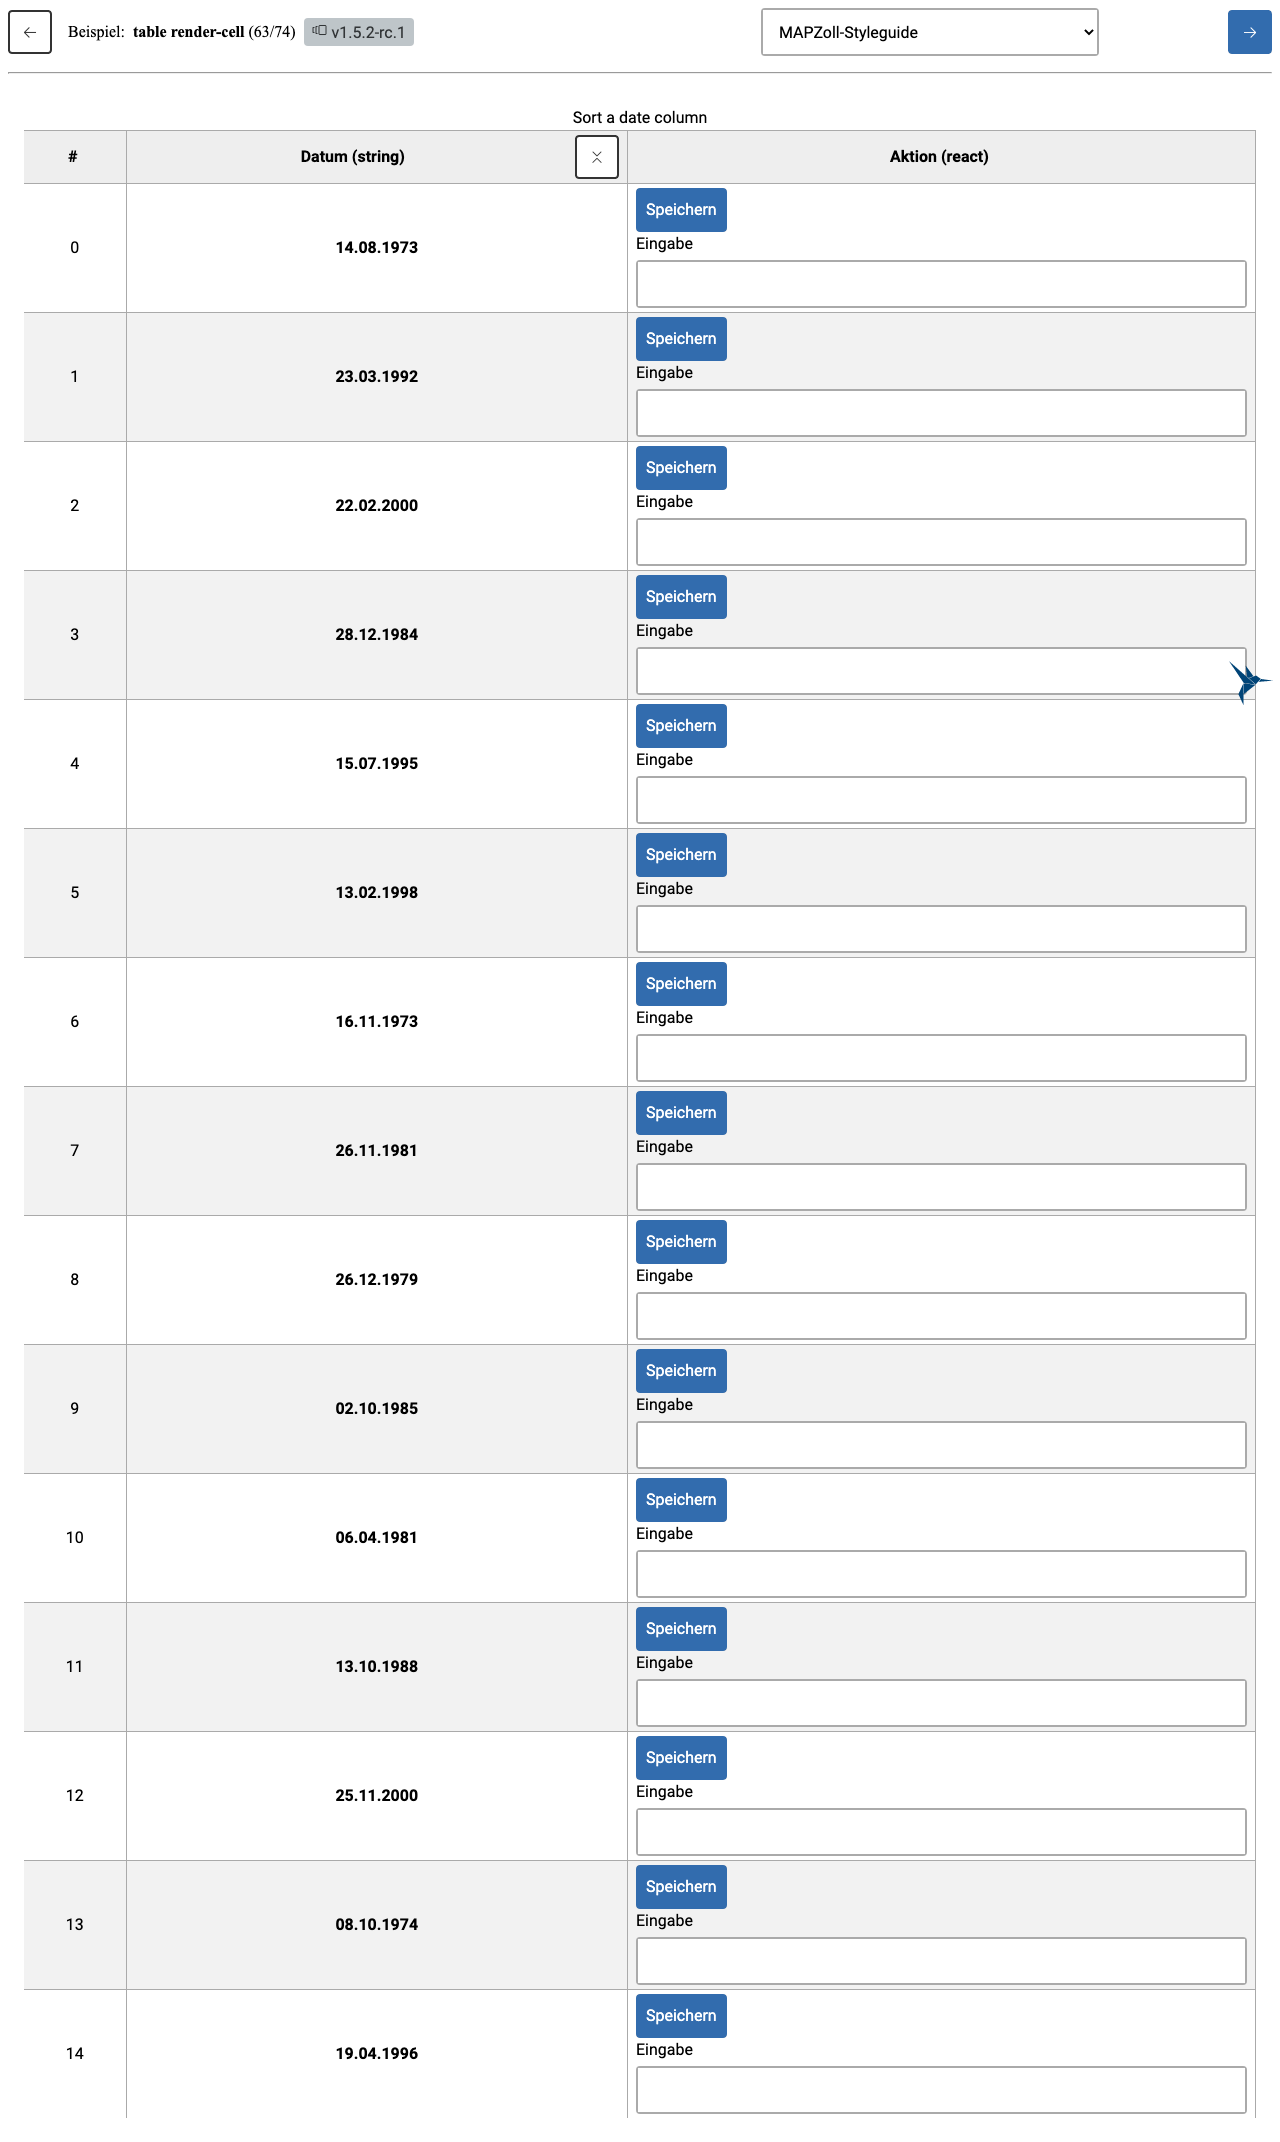 Beispiel: table render-cell (63/74) v1.5.2-rc.1 MAPZoll-Styleguide
Sort a date column
# Datum (string) Aktion (react)
0 14.08.1973 Speichern
Eingabe
1 23.03.1992 Speichern
Eingabe
2 22.02.2000 Speichern
Eingabe
3 28.12.1984 Speichern
Eingabe
4 15.07.1995 Speichern
Eingabe
5 13.02.1998 Speichern
Eingabe
6 16.11.1973 Speichern
Eingabe
7 26.11.1981 Speichern
Eingabe
8 26.12.1979 Speichern
Eingabe
9 02.10.1985 Speichern
Eingabe
10 06.04.1981 Speichern
Eingabe
11 13.10.1988 Speichern
Eingabe
12 25.11.2000 Speichern
Eingabe
13 08.10.1974 Speichern
Eingabe
14 19.04.1996 Speichern
Eingabe